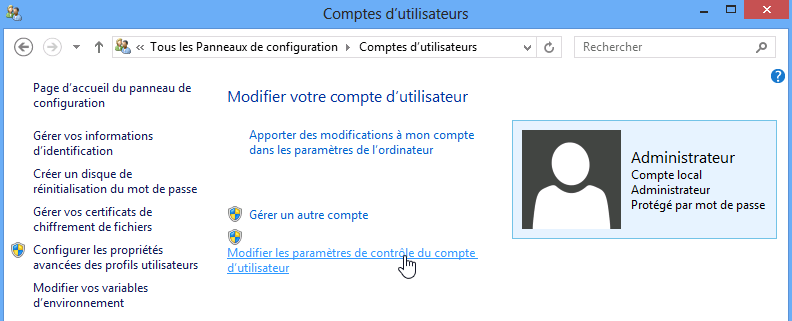 Comptes d'utilisateurs
« Tous les Panneaux de configuration Comptes d'utilisateurs
Rechercher
?
Page d'accueil du panneau de
configuration
Gérer vos informations
d'identification
Créer un disque de
réinitialisation du mot de passe
Gérer vos certificats de
chiffrement de fichiers
Configurer les propriétés
avancées des profils utilisateurs
Modifier vos variables
d'environnement
Modifier votre compte d'utilisateur
Apporter des modifications à mon compte
dans les paramètres de l'ordinateur
Gérer un autre compte
Modifier les paramètres de contrôle du compte
d'utilisateur
Administrateur
Compte local
Administrateur
Protégé par mot de passe